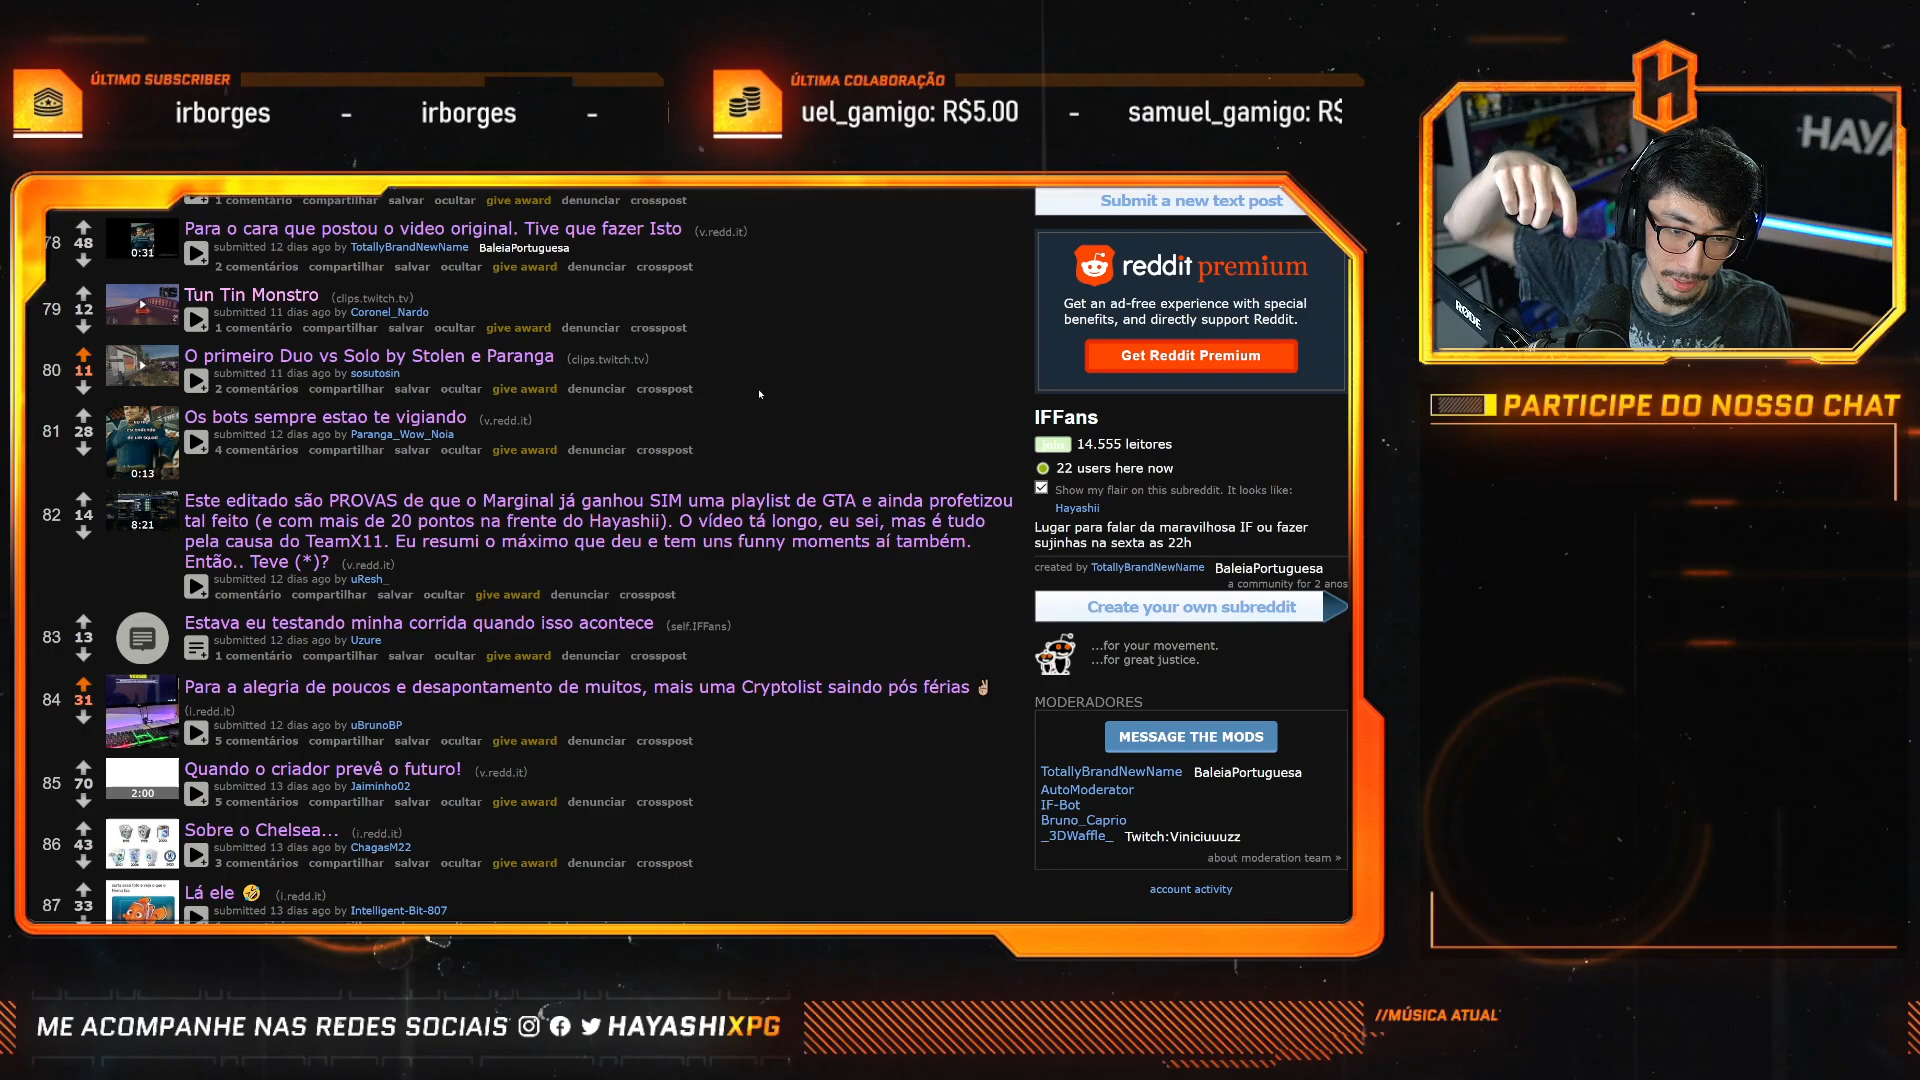 ÚLTIMO SUBSCRIBER
irborges - irborges -
ÚLTIMA COLABORAÇÃO
uel_gamigo: R$5.00 - samuel_gamigo: R$
1 comentário compartilhar salvar ocultar give award denunciar crosspost
78 48 Para o cara que postou o video original. Tive que fazer Isto (v.redd.it)
0:31
submitted 12 dias ago by TotallyBrandNewName BaleiaPortuguesa
2 comentários compartilhar salvar ocultar give award denunciar crosspost
79 12 Tun Tin Monstro (clips.twitch.tv)
submitted 11 dias ago by Coronel_Nardo
1 comentário compartilhar salvar ocultar give award denunciar crosspost
80 11 O primeiro Duo vs Solo by Stolen e Paranga (clips.twitch.tv)
submitted 11 dias ago by sosutosin
2 comentários compartilhar salvar ocultar give award denunciar crosspost
81 28 Os bots sempre estao te vigiando (v.redd.it)
submitted 12 dias ago by Paranga_Wow_Noia
4 comentários compartilhar salvar ocultar give award denunciar crosspost
0:13
82 14 Este editado são PROVAS de que o Marginal já ganhou SIM uma playlist de GTA e ainda profetizou
tal feito (e com mais de 20 pontos na frente do Hayashii). O vídeo tá longo, eu sei, mas é tudo
pela causa do TeamX11. Eu resumi o máximo que deu e tem uns funny moments aí também.
Então.. Teve (*)? (v.redd.it)
8:21
submitted 12 dias ago by uResh_
comentário compartilhar salvar ocultar give award denunciar crosspost
83 13 Estava eu testando minha corrida quando isso acontece (self.IFFans)
submitted 12 dias ago by Uzure
1 comentário compartilhar salvar ocultar give award denunciar crosspost
84 31 Para a alegria de poucos e desapontamento de muitos, mais uma Cryptolist saindo pós férias ✌
(i.redd.it)
submitted 12 dias ago by uBrunoBP
5 comentários compartilhar salvar ocultar give award denunciar crosspost
85 70 Quando o criador prevê o futuro! (v.redd.it)
2:00
submitted 13 dias ago by Jaiminho02
5 comentários compartilhar salvar ocultar give award denunciar crosspost
86 43 Sobre o Chelsea... (i.redd.it)
submitted 13 dias ago by ChagasM22
3 comentários compartilhar salvar ocultar give award denunciar crosspost
87 33 Lá ele 🤣 (i.redd.it)
submitted 13 dias ago by Intelligent-Bit-807
Submit a new text post
reddit premium
Get an ad-free experience with special
benefits, and directly support Reddit.
Get Reddit Premium
IFFans
14.555 leitores
22 users here now
Show my flair on this subreddit. It looks like:
Hayashii
Lugar para falar da maravilhosa IF ou fazer
sujinhas na sexta as 22h
created by TotallyBrandNewName BaleiaPortuguesa
a community for 2 anos
Create your own subreddit
...for your movement.
...for great justice.
MODERADORES
MESSAGE THE MODS
TotallyBrandNewName BaleiaPortuguesa
AutoModerator
IF-Bot
Bruno_Caprio
_3DWaffle_ Twitch:Viniciuuuzz
about moderation team »
account activity
HAYA
RODE
PARTICIPE DO NOSSO CHAT
ME ACOMPANHE NAS REDES SOCIAIS HAYASHIXPG
//MÚSICA ATUAL